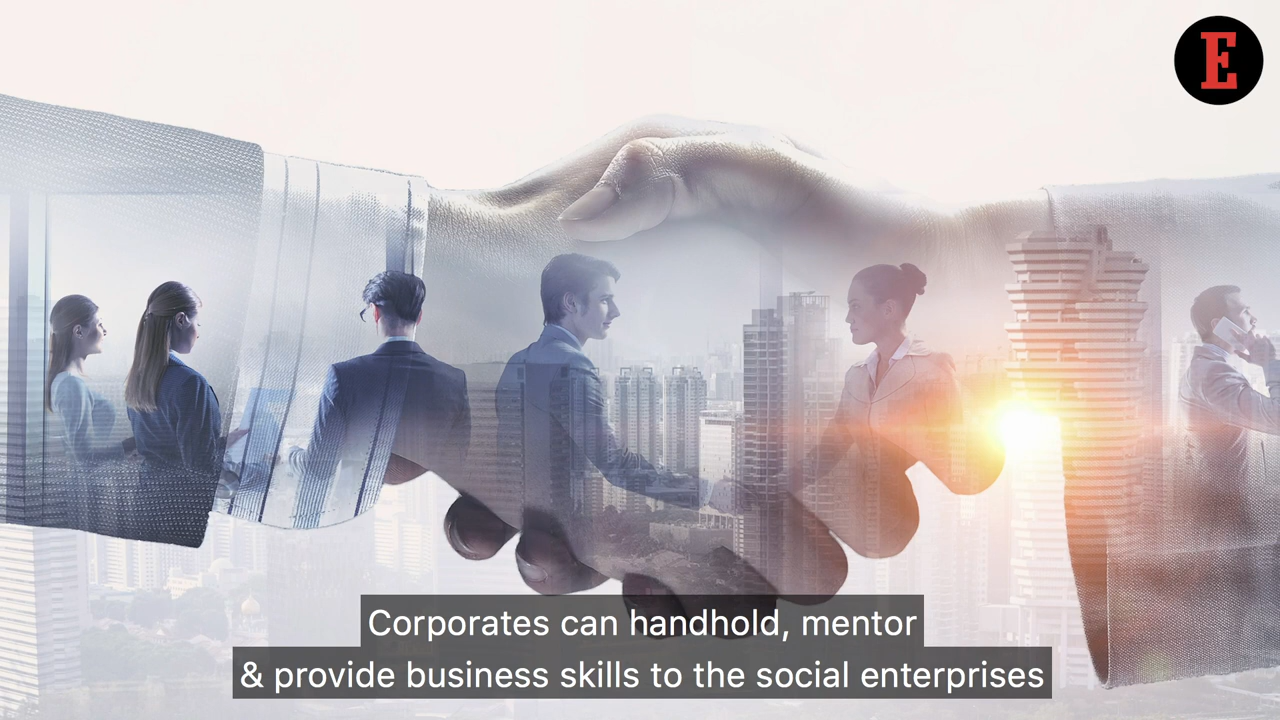 E
Corporates can handhold, mentor
& provide business skills to the social enterprises